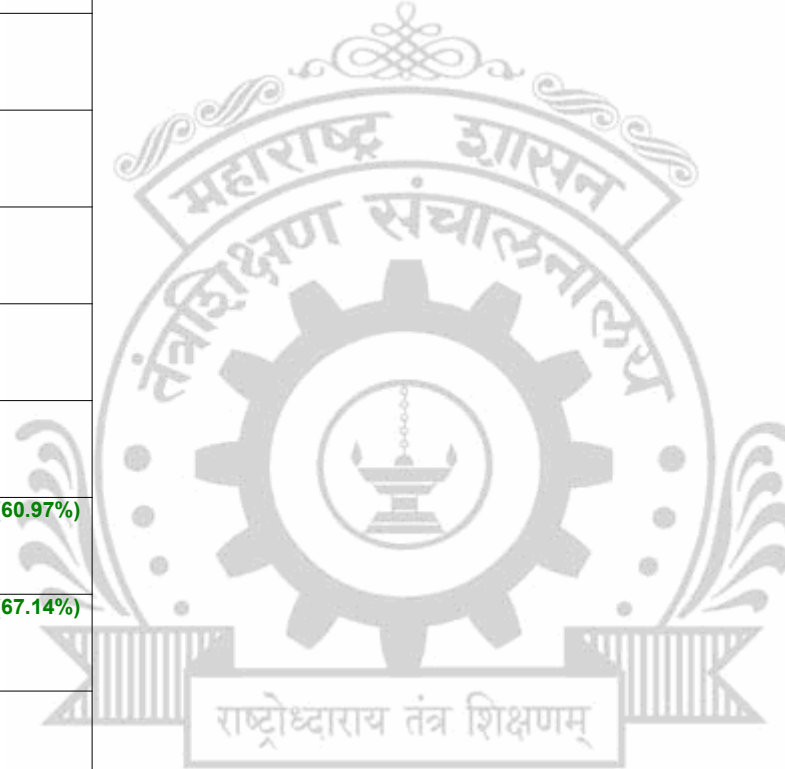 महाराष्ट्र शासन
तंत्रशिक्षण संचालनालय
60.97%)
67.14%)
राष्ट्रोध्दाराय तंत्र शिक्षणम्